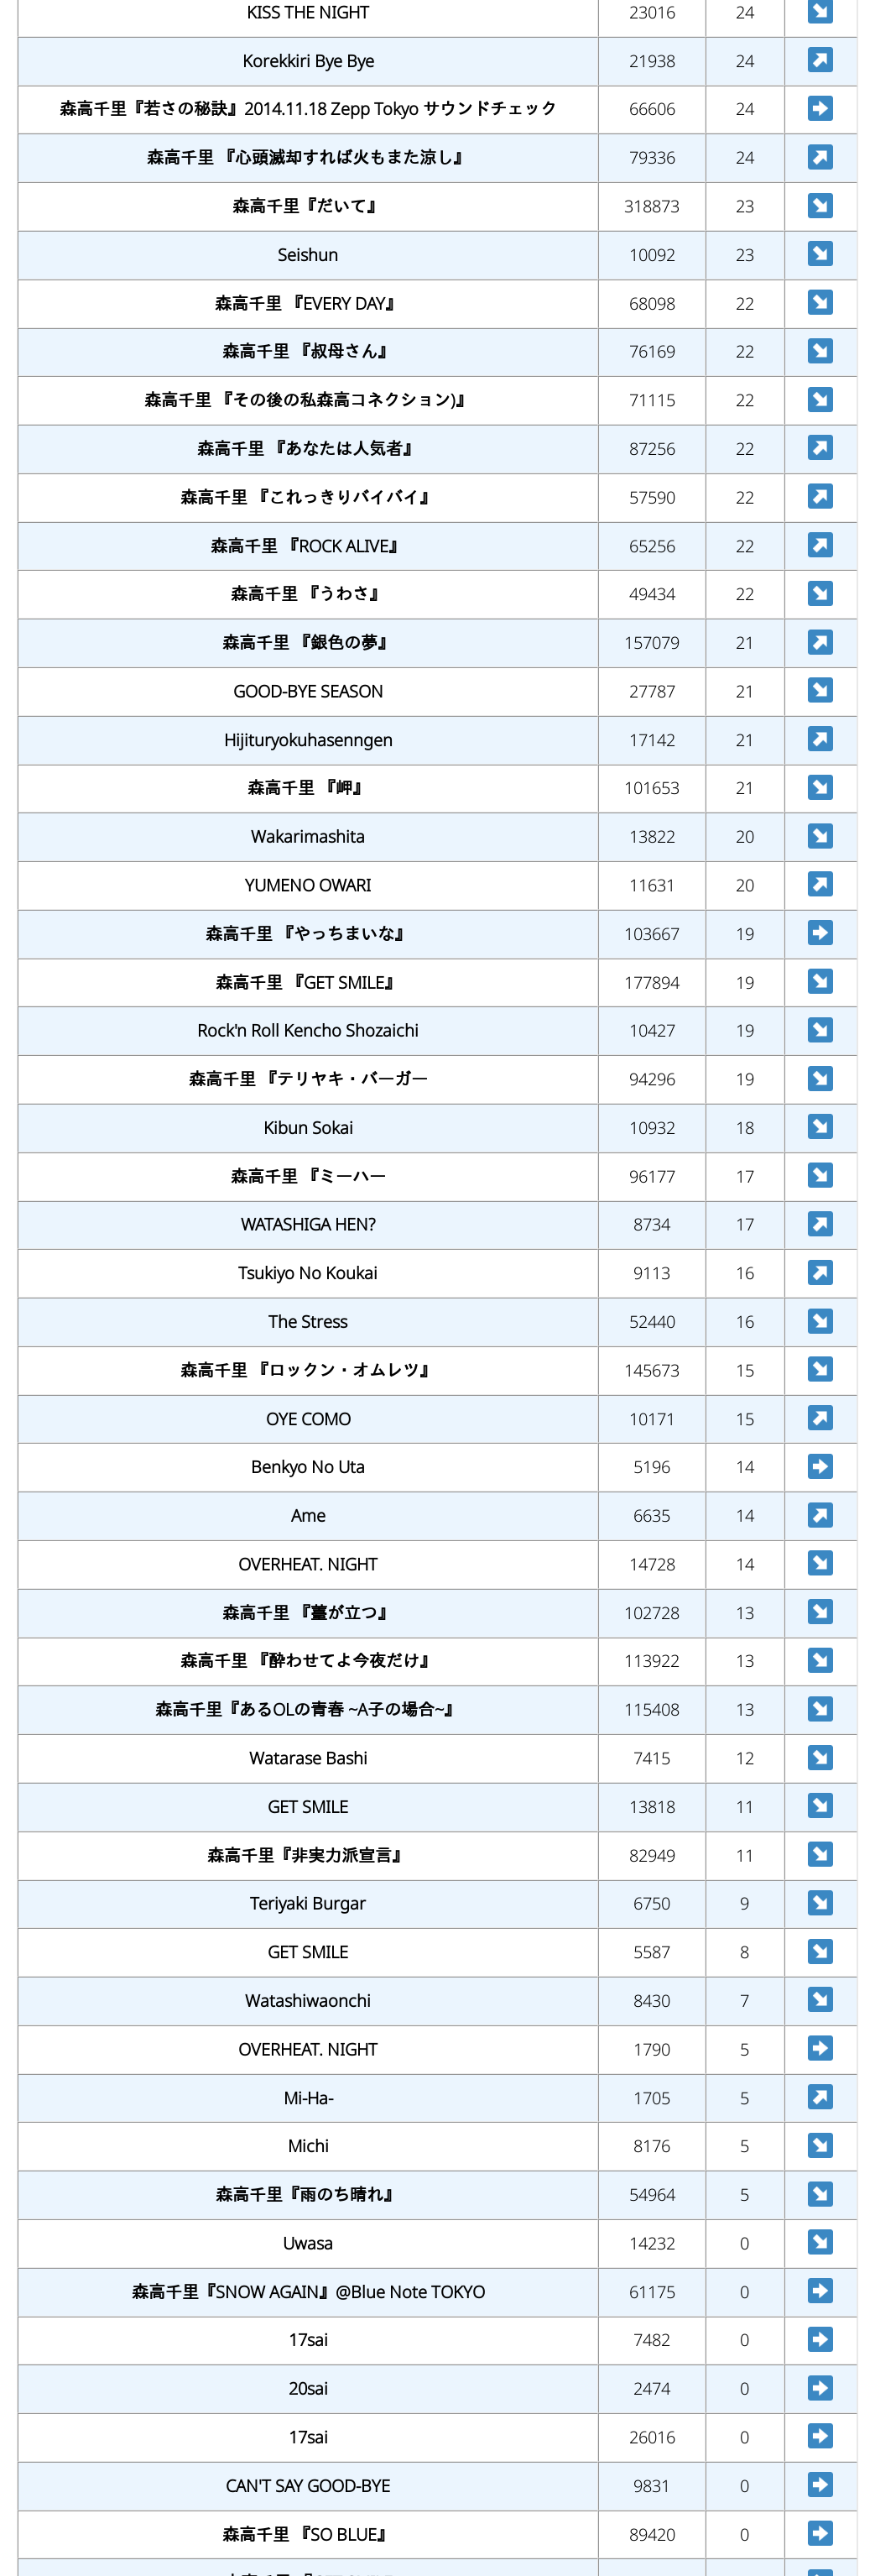 KISS THE NIGHT 23016 24
Korekkiri Bye Bye 21938 24
森高千里『若さの秘訣』2014.11.18 Zepp Tokyo サウンドチェック 66606 24
森高千里 『心頭滅却すれば火もまた涼し』 79336 24
森高千里『だいて』 318873 23
Seishun 10092 23
森高千里 『EVERY DAY』 68098 22
森高千里 『叔母さん』 76169 22
森高千里 『その後の私森高コネクション)』 71115 22
森高千里 『あなたは人気者』 87256 22
森高千里 『これっきりバイバイ』 57590 22
森高千里 『ROCK ALIVE』 65256 22
森高千里 『うわさ』 49434 22
森高千里 『銀色の夢』 157079 21
GOOD-BYE SEASON 27787 21
Hijituryokuhasenngen 17142 21
森高千里 『岬』 101653 21
Wakarimashita 13822 20
YUMENO OWARI 11631 20
森高千里 『やっちまいな』 103667 19
森高千里 『GET SMILE』 177894 19
Rock'n Roll Kencho Shozaichi 10427 19
森高千里 『テリヤキ・バーガー 94296 19
Kibun Sokai 10932 18
森高千里 『ミーハー 96177 17
WATASHIGA HEN? 8734 17
Tsukiyo No Koukai 9113 16
The Stress 52440 16
森高千里 『ロックン・オムレツ』 145673 15
OYE COMO 10171 15
Benkyo No Uta 5196 14
Ame 6635 14
OVERHEAT. NIGHT 14728 14
森高千里 『薹が立つ』 102728 13
森高千里 『酔わせてよ今夜だけ』 113922 13
森高千里『あるOLの青春 ~A子の場合~』 115408 13
Watarase Bashi 7415 12
GET SMILE 13818 11
森高千里『非実力派宣言』 82949 11
Teriyaki Burgar 6750 9
GET SMILE 5587 8
Watashiwaonchi 8430 7
OVERHEAT. NIGHT 1790 5
Mi-Ha- 1705 5
Michi 8176 5
森高千里『雨のち晴れ』 54964 5
Uwasa 14232 0
森高千里『SNOW AGAIN』@Blue Note TOKYO 61175 0
17sai 7482 0
20sai 2474 0
17sai 26016 0
CAN'T SAY GOOD-BYE 9831 0
森高千里 『SO BLUE』 89420 0